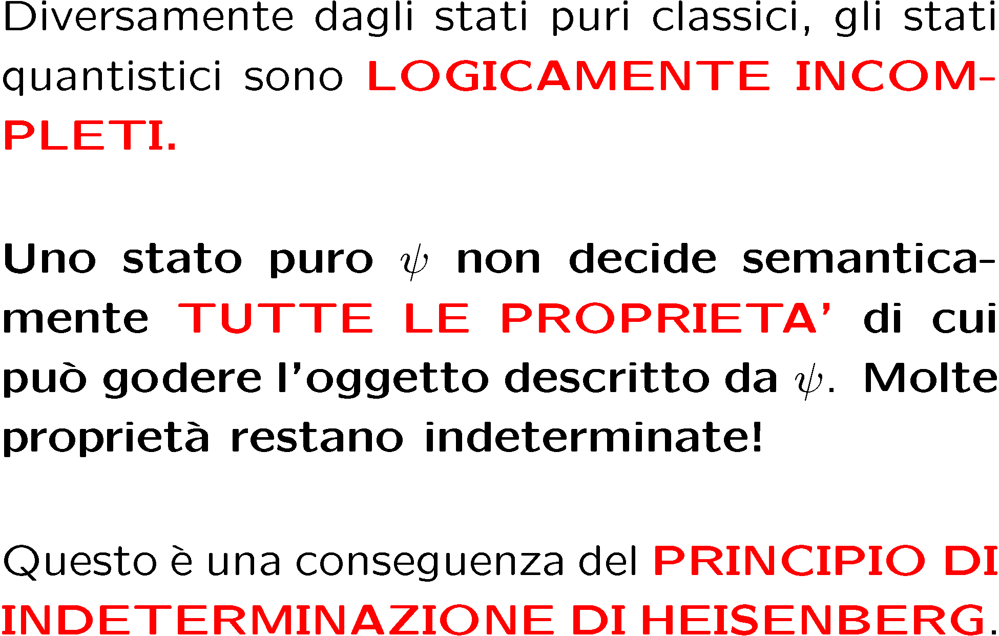 Diversamente dagli stati puri classici, gli stati
quantistici sono LOGICAMENTE INCOM-
PLETI.
Uno stato puro ψ non decide semantica-
mente TUTTE LE PROPRIETA’ di cui
può godere l’oggetto descritto da ψ. Molte
proprietà restano indeterminate!
Questo è una conseguenza del PRINCIPIO DI
INDETERMINAZIONE DI HEISENBERG.